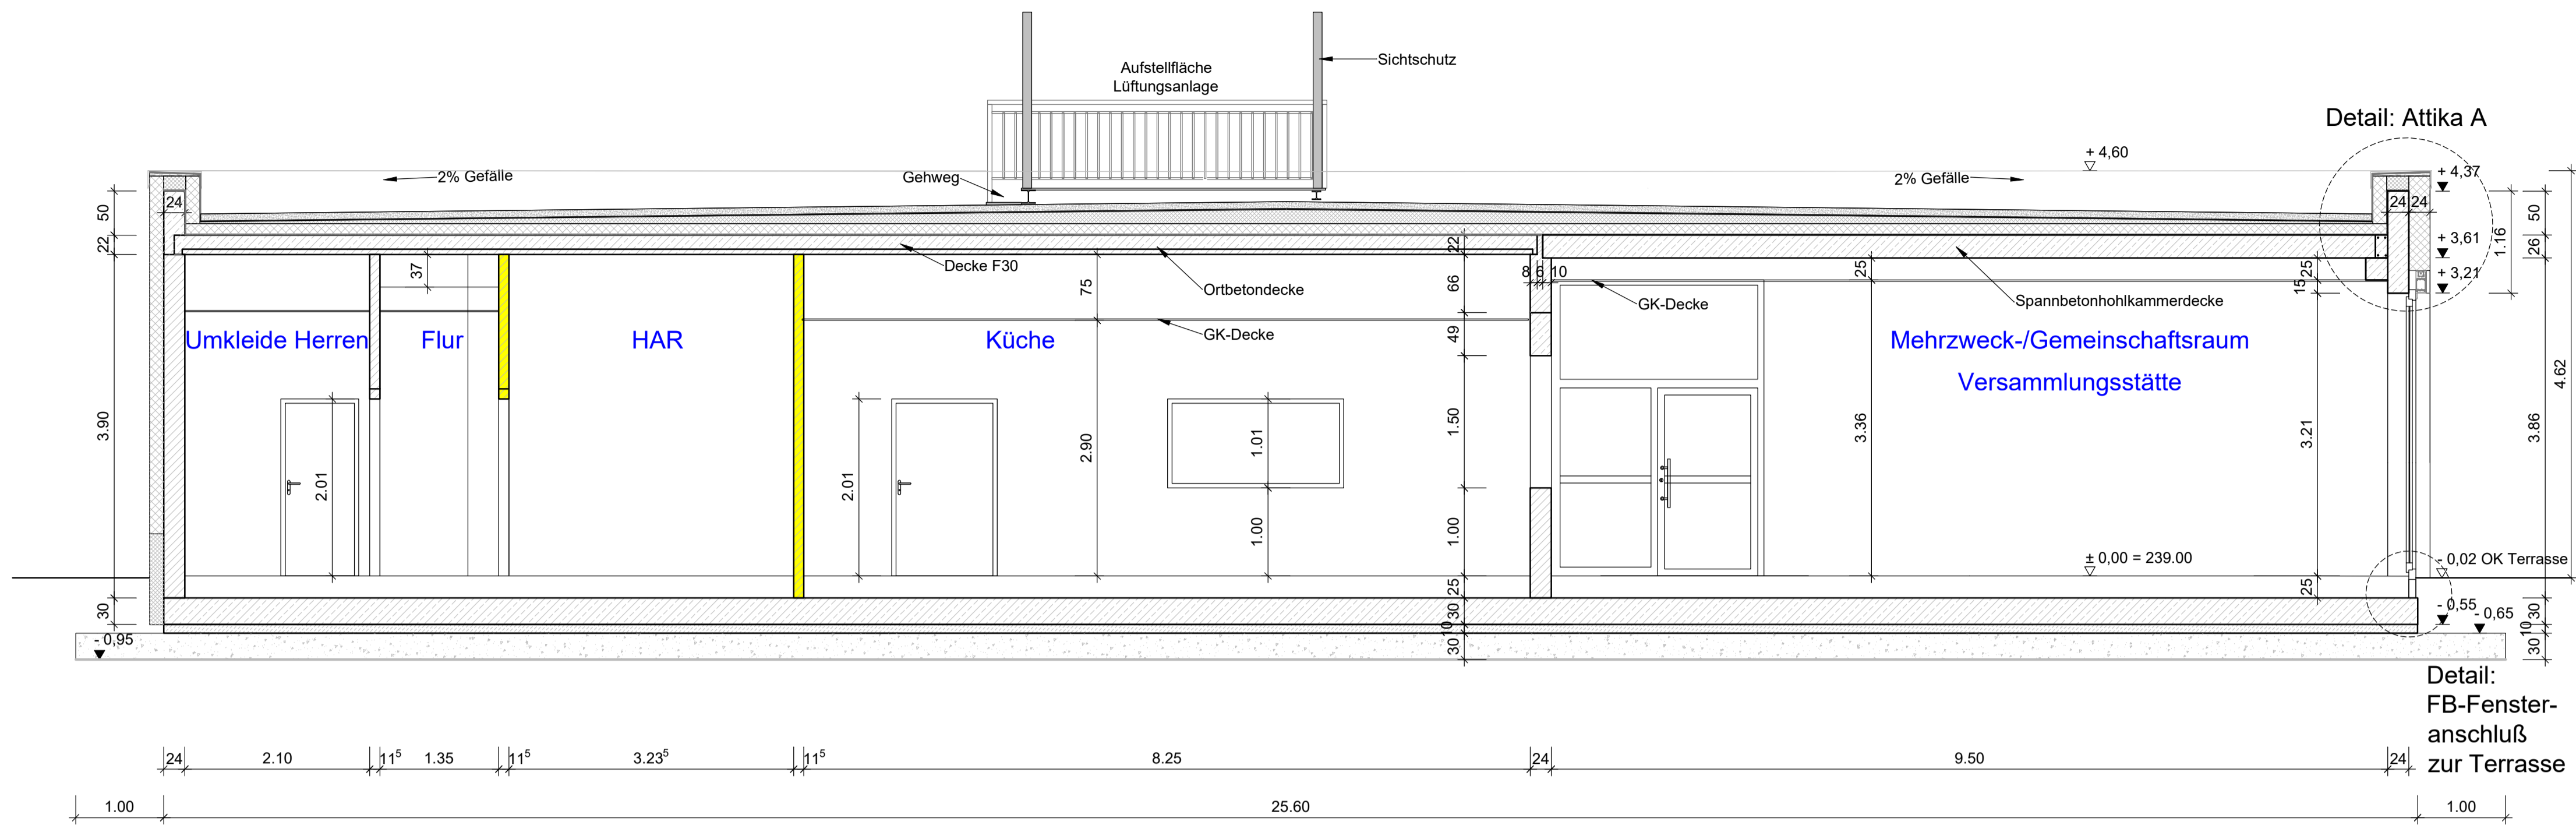 Sichtschutz
Aufstellfläche
Lüftungsanlage
Detail: Attika A
+ 4,60
2% Gefälle
Gehweg
2% Gefälle
+ 4,37
24
24
24
50
50
22
22
26
1.16
+ 3,61
+ 3,21
Decke F30
Ortbetondecke
GK-Decke
8
6
10
GK-Decke
Spannbetonhohlkammerdecke
37
75
66
25
25
15
49
Umkleide Herren
Flur
HAR
Küche
Mehrzweck-/Gemeinschaftsraum
Versammlungsstätte
3.90
2.01
2.01
2.90
1.01
1.00
1.50
1.00
3.36
3.21
3.86
4.62
± 0,00 = 239.00
- 0,02 OK Terrasse
25
25
30
30
30
10
10
30
30
- 0,55
- 0,65
- 0,95
Detail:
FB-Fenster-
anschluß
zur Terrasse
24
2.10
11⁵
1.35
11⁵
3.23⁵
11⁵
8.25
24
9.50
24
1.00
25.60
1.00